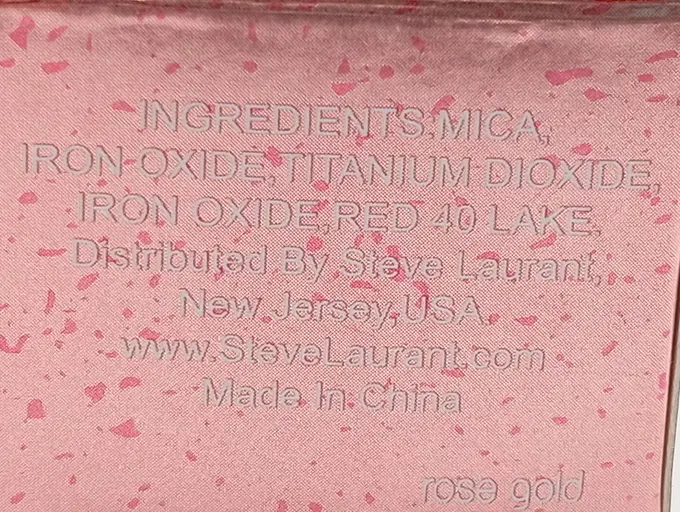 INGREDIENTS:MICA,
IRON OXIDE,TITANIUM DIOXIDE,
IRON OXIDE,RED 40 LAKE,
Distributed By Steve Laurant,
New Jersey,USA
www.SteveLaurant.com
Made In China
rose gold